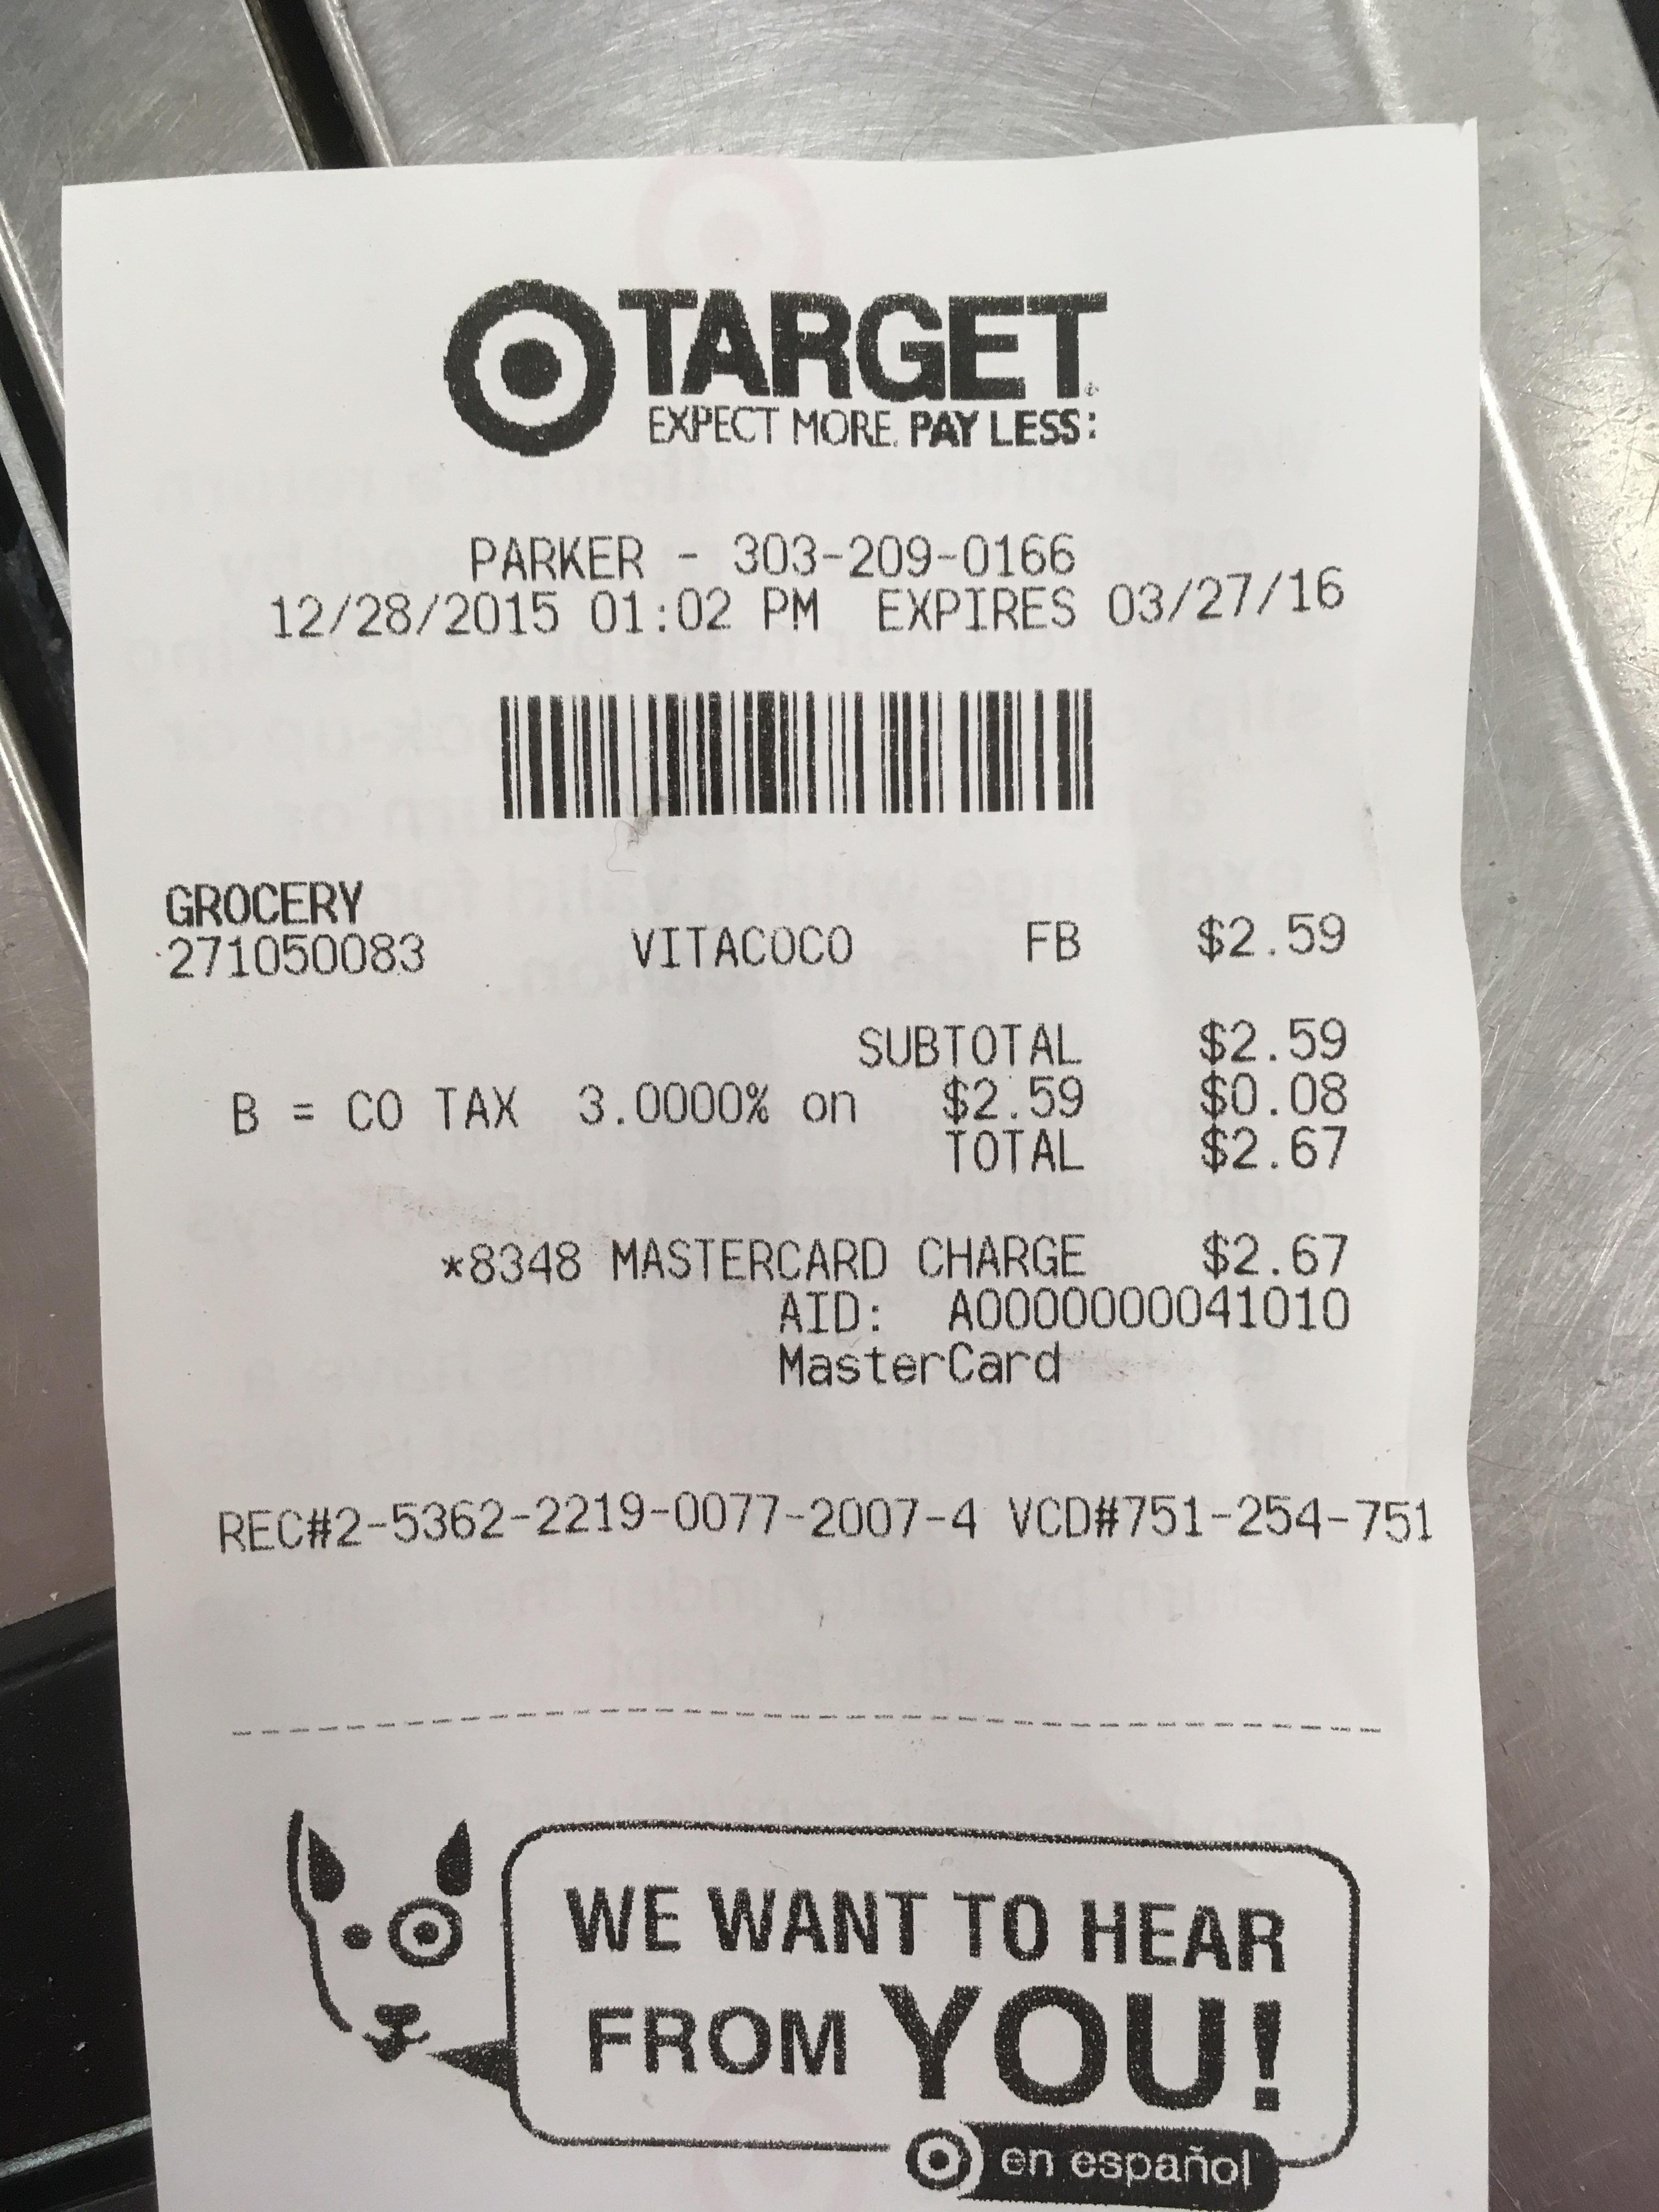 TARGET
EXPECT MORE. PAY LESS.
PARKER - 303-209-0166
12/28/2015 01:02 PM EXPIRES 03/27/16
GROCERY
271050083 VITACOCO FB $2.59
SUBTOTAL $2.59
B = CO TAX 3.0000% on $2.59 $0.08
TOTAL $2.67
*8348 MASTERCARD CHARGE $2.67
AID: A0000000041010
MasterCard
REC#2-5362-2219-0077-2007-4 VCD#751-254-751
WE WANT TO HEAR
FROM YOU!
en español